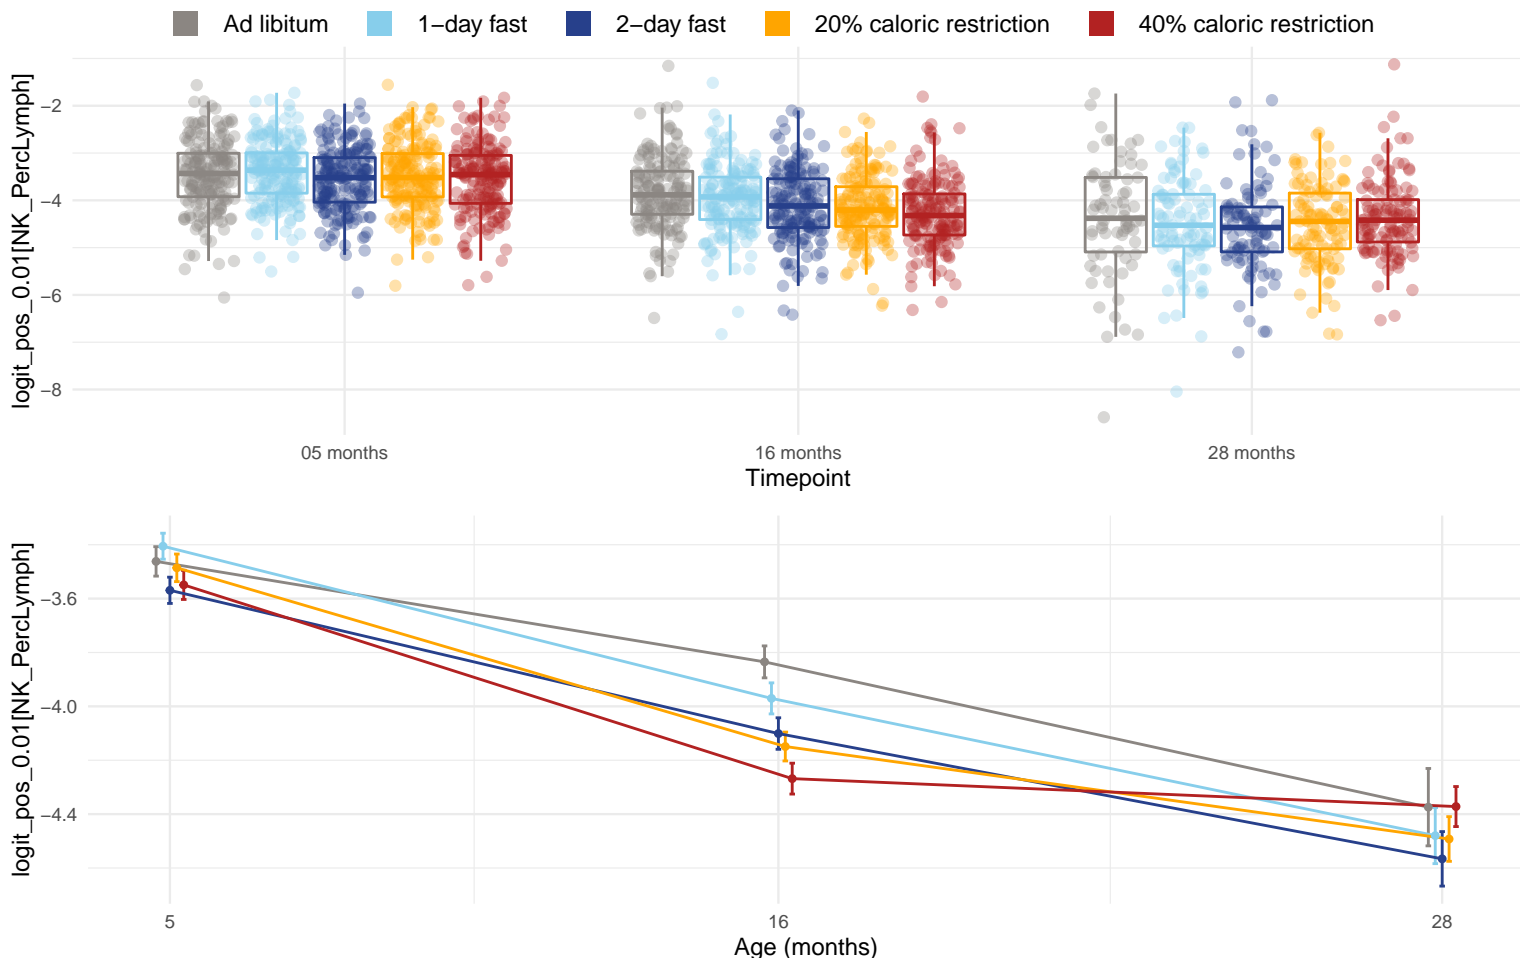 Ad libitum 1−day fast 2−day fast 20% caloric restriction 40% caloric restriction
logit_pos_0.01[NK_PercLymph]
−2
−4
−6
−8
05 months 16 months 28 months
Timepoint
logit_pos_0.01[NK_PercLymph]
−3.6
−4.0
−4.4
5 16 28
Age (months)